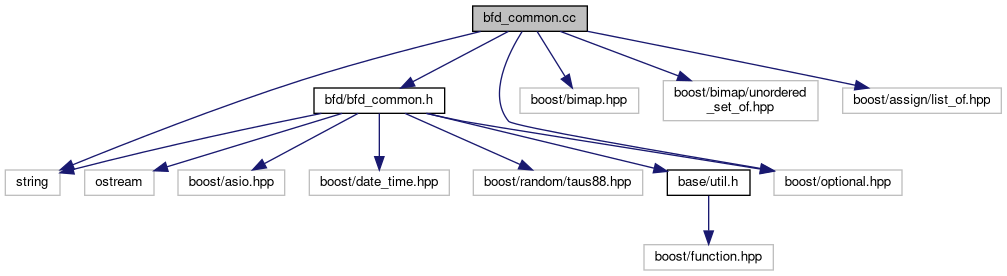 bfd_common.cc
bfd/bfd_common.h
boost/bimap.hpp
boost/bimap/unordered
_set_of.hpp
boost/assign/list_of.hpp
string
ostream
boost/asio.hpp
boost/date_time.hpp
boost/random/taus88.hpp
base/util.h
boost/optional.hpp
boost/function.hpp